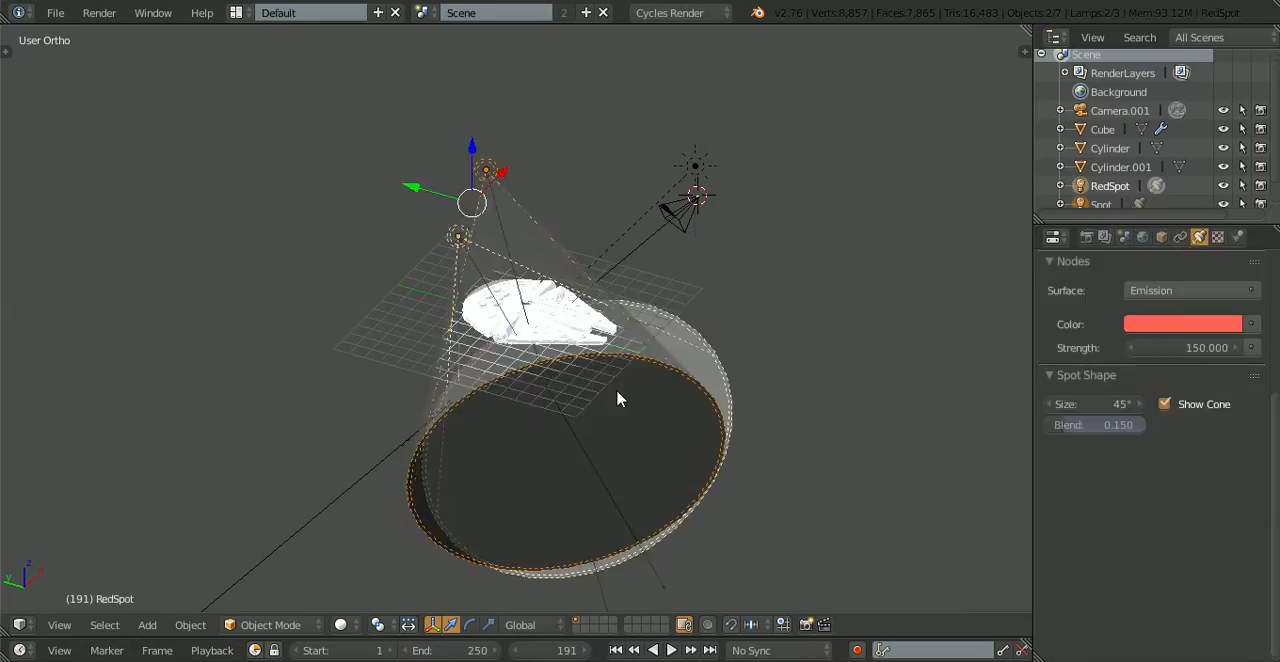 File Render Window Help Default Scene 2 Cycles Render v2.76 | Verts:8,857 | Faces:7,865 | Tris:16,483 | Objects:2/7 | Lamps:2/3 | Mem:93.12M | RedSpot
User Ortho
View Search All Scenes
Scene
RenderLayers
Background
Camera.001
Cube
Cylinder
Cylinder.001
RedSpot
Spot
Nodes
Surface: Emission
Color:
Strength: 150.000
Spot Shape
Size: 45° Show Cone
Blend: 0.150
z
y x
(191) RedSpot
View Select Add Object Object Mode Global
View Marker Frame Playback Start: 1 End: 250 191 No Sync